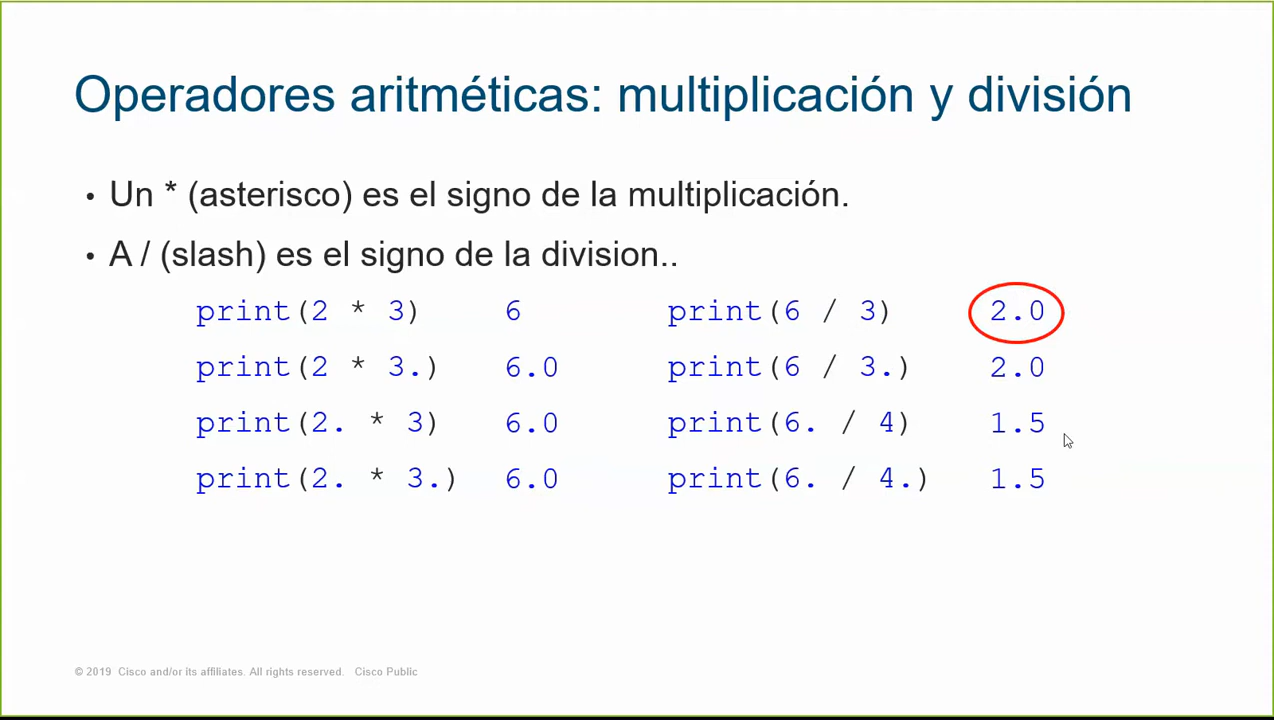 Operadores aritméticas: multiplicación y división
• Un * (asterisco) es el signo de la multiplicación.
• A / (slash) es el signo de la division..
print(2 * 3) 6 print(6 / 3) 2.0
print(2 * 3.) 6.0 print(6 / 3.) 2.0
print(2. * 3) 6.0 print(6. / 4) 1.5
print(2. * 3.) 6.0 print(6. / 4.) 1.5
© 2019 Cisco and/or its affiliates. All rights reserved. Cisco Public